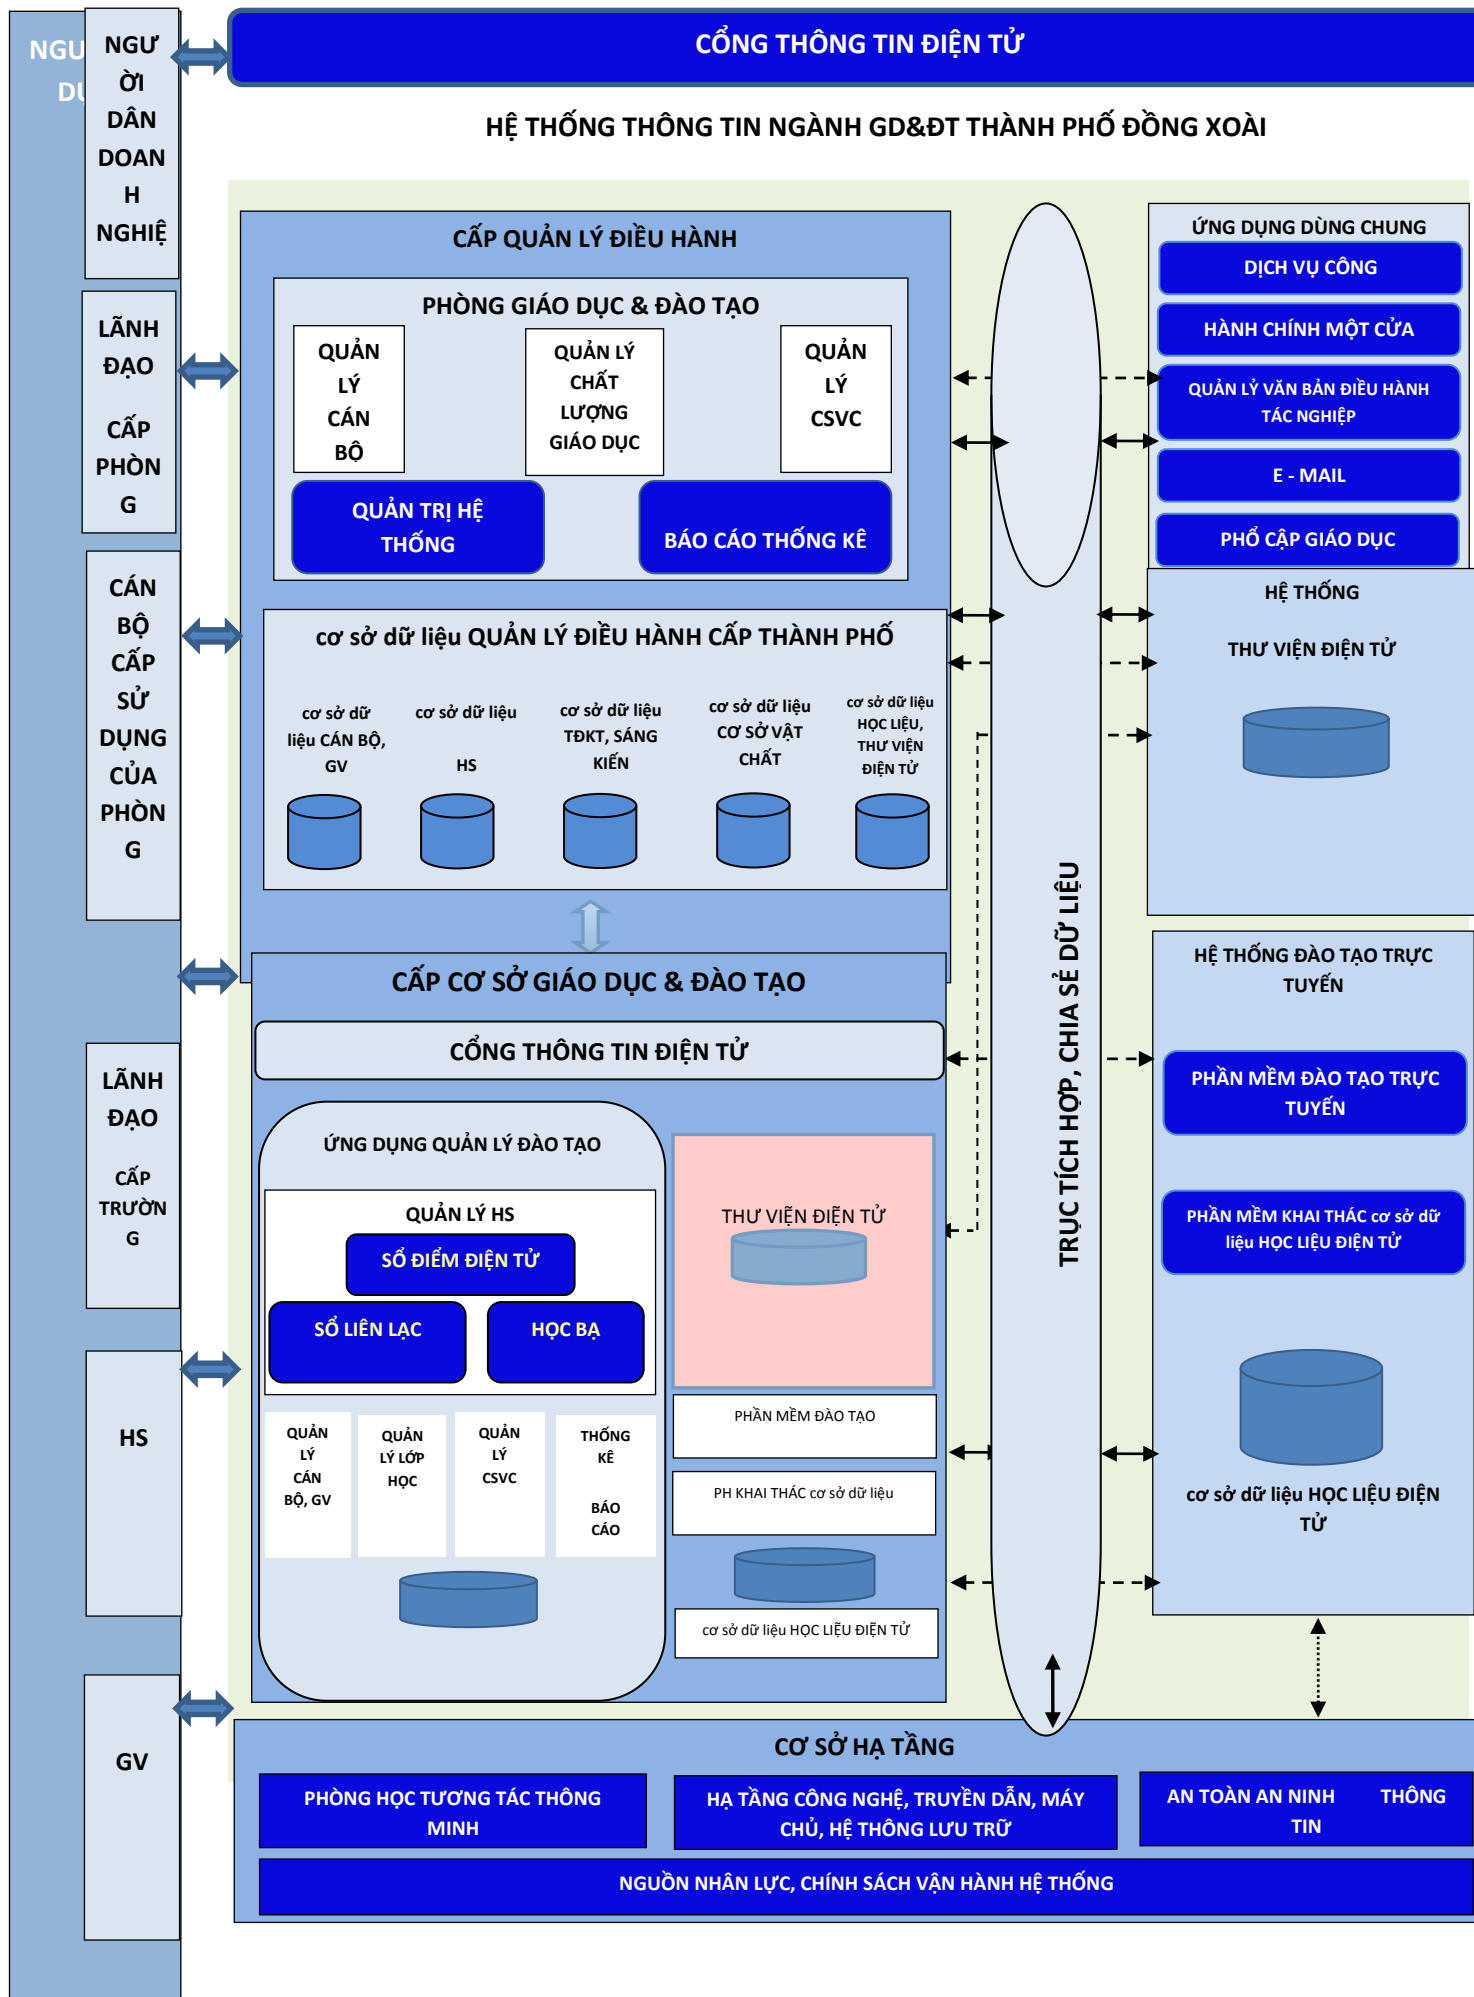 CỔNG THÔNG TIN ĐIỆN TỬ
HỆ THỐNG THÔNG TIN NGÀNH GD&ĐT THÀNH PHỐ ĐỒNG XOÀI
NGƯ
ỜI
DÂN
DOAN
H
NGHIỆ
LÃNH
ĐẠO
CẤP
PHÒN
G
CÁN
BỘ
CẤP
SỬ
DỤNG
CỦA
PHÒN
G
LÃNH
ĐẠO
CẤP
TRƯỜN
G
HS
GV
CẤP QUẢN LÝ ĐIỀU HÀNH
PHÒNG GIÁO DỤC & ĐÀO TẠO
QUẢN
LÝ
CÁN
BỘ
QUẢN LÝ
CHẤT
LƯỢNG
GIÁO DỤC
QUẢN
LÝ
CSVC
QUẢN TRỊ HỆ
THỐNG
BÁO CÁO THỐNG KÊ
cơ sở dữ liệu QUẢN LÝ ĐIỀU HÀNH CẤP THÀNH PHỐ
cơ sở dữ
liệu CÁN BỘ,
GV
cơ sở dữ liệu
HS
cơ sở dữ liệu
TĐKT, SÁNG
KIẾN
cơ sở dữ liệu
CƠ SỞ VẬT
CHẤT
cơ sở dữ liệu
HỌC LIỆU,
THƯ VIỆN
ĐIỆN TỬ
CẤP CƠ SỞ GIÁO DỤC & ĐÀO TẠO
CỔNG THÔNG TIN ĐIỆN TỬ
ỨNG DỤNG QUẢN LÝ ĐÀO TẠO
QUẢN LÝ HS
SỔ ĐIỂM ĐIỆN TỬ
SỔ LIÊN LẠC
HỌC BẠ
QUẢN
LÝ
CÁN
BỘ, GV
QUẢN
LÝ LỚP
HỌC
QUẢN
LÝ
CSVC
THỐNG
KÊ
BÁO
CÁO
THƯ VIỆN ĐIỆN TỬ
PHẦN MỀM ĐÀO TẠO
PH KHAI THÁC cơ sở dữ liệu
cơ sở dữ liệu HỌC LIỆU ĐIỆN TỬ
TRỤC TÍCH HỢP, CHIA SẺ DỮ LIỆU
ỨNG DỤNG DÙNG CHUNG
DỊCH VỤ CÔNG
HÀNH CHÍNH MỘT CỬA
QUẢN LỶ VĂN BẢN ĐIỀU HÀNH
TÁC NGHIỆP
E - MAIL
PHỔ CẬP GIÁO DỤC
HỆ THỐNG
THƯ VIỆN ĐIỆN TỬ
HỆ THỐNG ĐÀO TẠO TRỰC
TUYẾN
PHẦN MỀM ĐÀO TẠO TRỰC
TUYẾN
PHẦN MỀM KHAI THÁC cơ sở dữ
liệu HỌC LIỆU ĐIỆN TỬ
cơ sở dữ liệu HỌC LIỆU ĐIỆN
TỬ
CƠ SỞ HẠ TẦNG
PHÒNG HỌC TƯƠNG TÁC THÔNG
MINH
HẠ TẦNG CÔNG NGHỆ, TRUYỀN DẪN, MÁY
CHỦ, HỆ THÔNG LƯU TRỮ
AN TOÀN AN NINH THÔNG
TIN
NGUỒN NHÂN LỰC, CHÍNH SÁCH VẬN HÀNH HỆ THỐNG